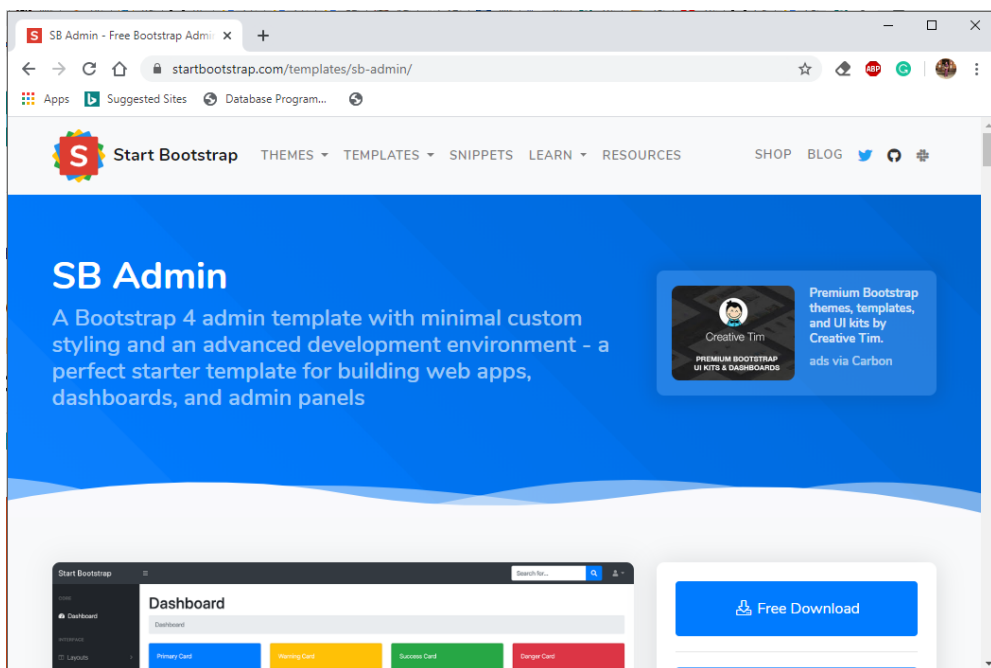 S SB Admin - Free Bootstrap Admi
startbootstrap.com/templates/sb-admin/
ABP G
Apps Suggested Sites Database Program...
S Start Bootstrap THEMES TEMPLATES SNIPPETS LEARN RESOURCES SHOP BLOG
SB Admin
A Bootstrap 4 admin template with minimal custom
styling and an advanced development environment - a
perfect starter template for building web apps,
dashboards, and admin panels
Creative Tim
PREMIUM BOOTSTRAP
UI KITS & DASHBOARDS
Premium Bootstrap
themes, templates,
and UI kits by
Creative Tim.
ads via Carbon
Start Bootstrap Search for...
CORE
Dashboard
INTERFACE
Layouts
Dashboard
Dashboard
Primary Card Warning Card Success Card Danger Card
Free Download